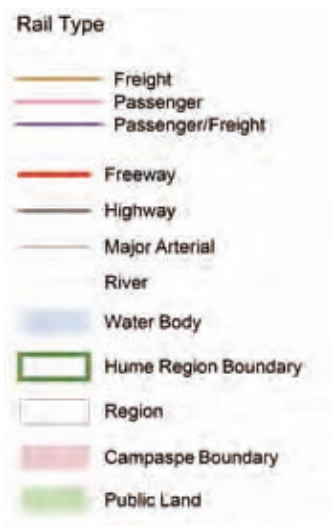 Rail Type
Freight
Passenger
Passenger/Freight
Freeway
Highway
Major Arterial
River
Water Body
Hume Region Boundary
Region
Campaspe Boundary
Public Land